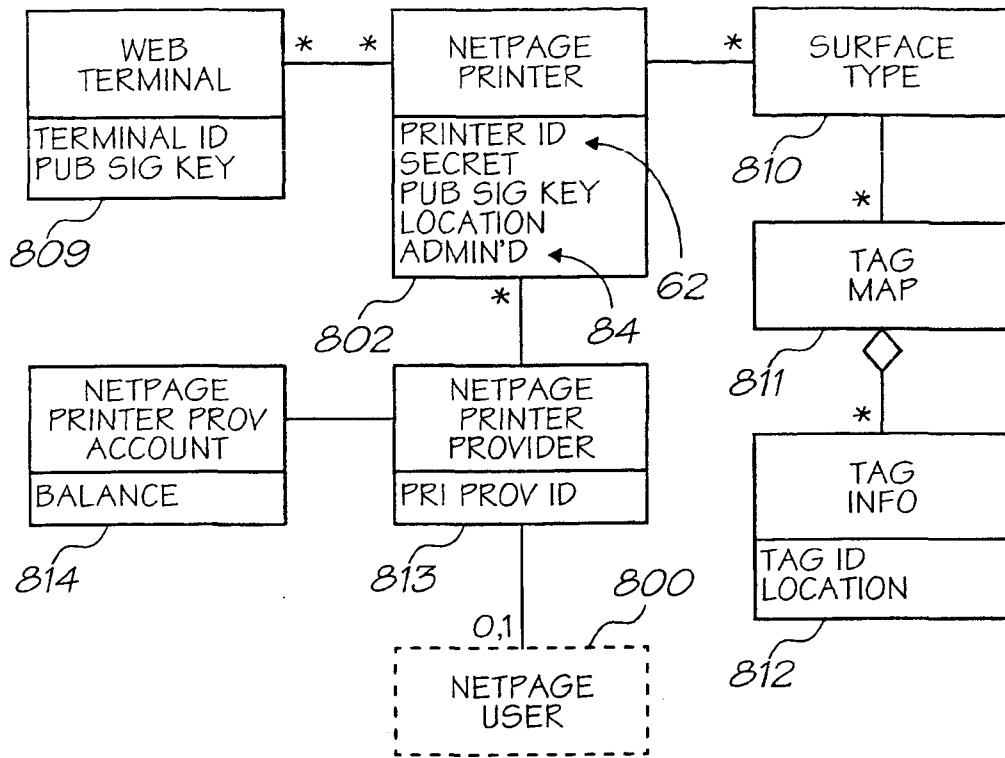 WEB
TERMINAL
TERMINAL ID
PUB SIG KEY
809
* *
NETPAGE
PRINTER
PRINTER ID
SECRET
PUB SIG KEY
LOCATION
ADMIN'D
802
62
84
*
*
SURFACE
TYPE
810
*
TAG
MAP
811
*
TAG
INFO
TAG ID
LOCATION
812
NETPAGE
PRINTER PROV
ACCOUNT
BALANCE
814
NETPAGE
PRINTER
PROVIDER
PRI PROV ID
813
800
0,1
NETPAGE
USER